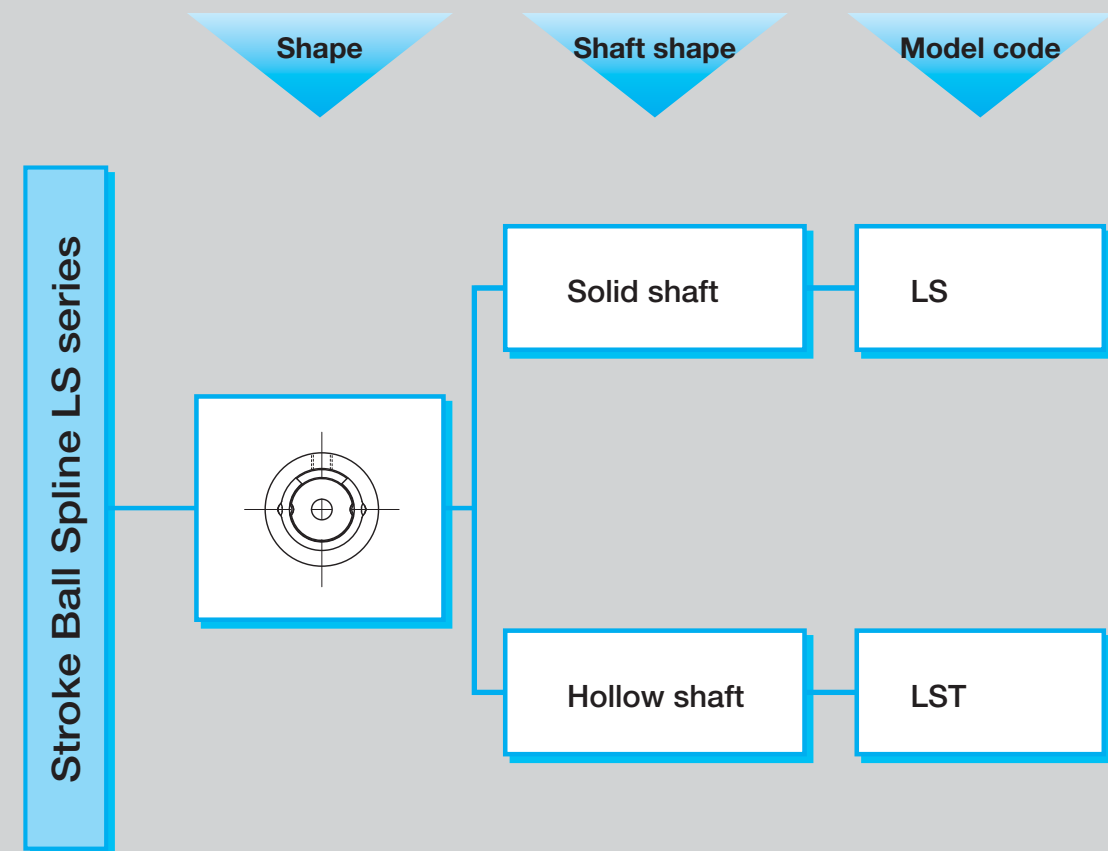 Shape
Shaft shape
Model code
Stroke Ball Spline LS series
Solid shaft
LS
Hollow shaft
LST